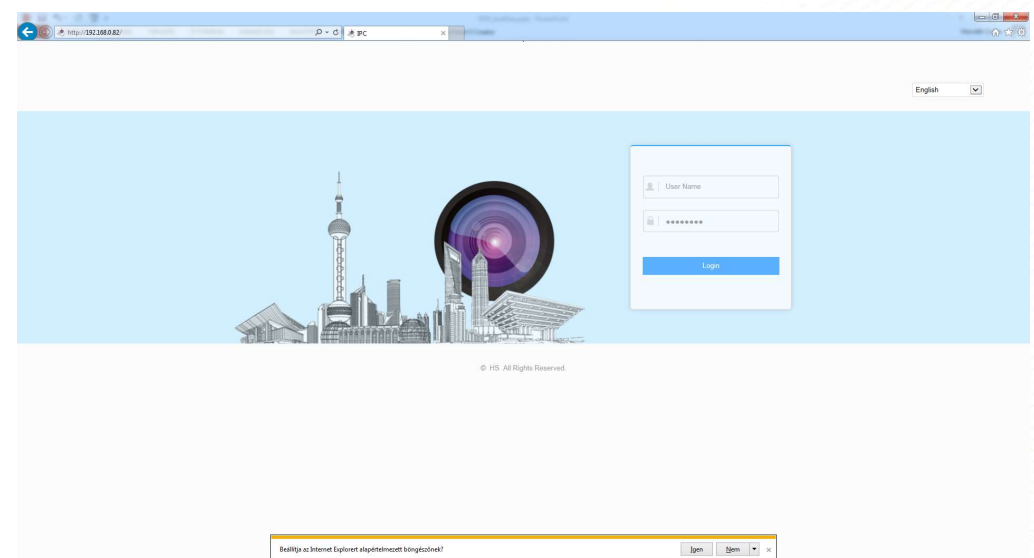 http://192.168.0.82/
IPC
English
User Name
********
Login
© HS All Rights Reserved.
Beállítja az Internet Explorert alapértelmezett böngészőnek?
Igen
Nem